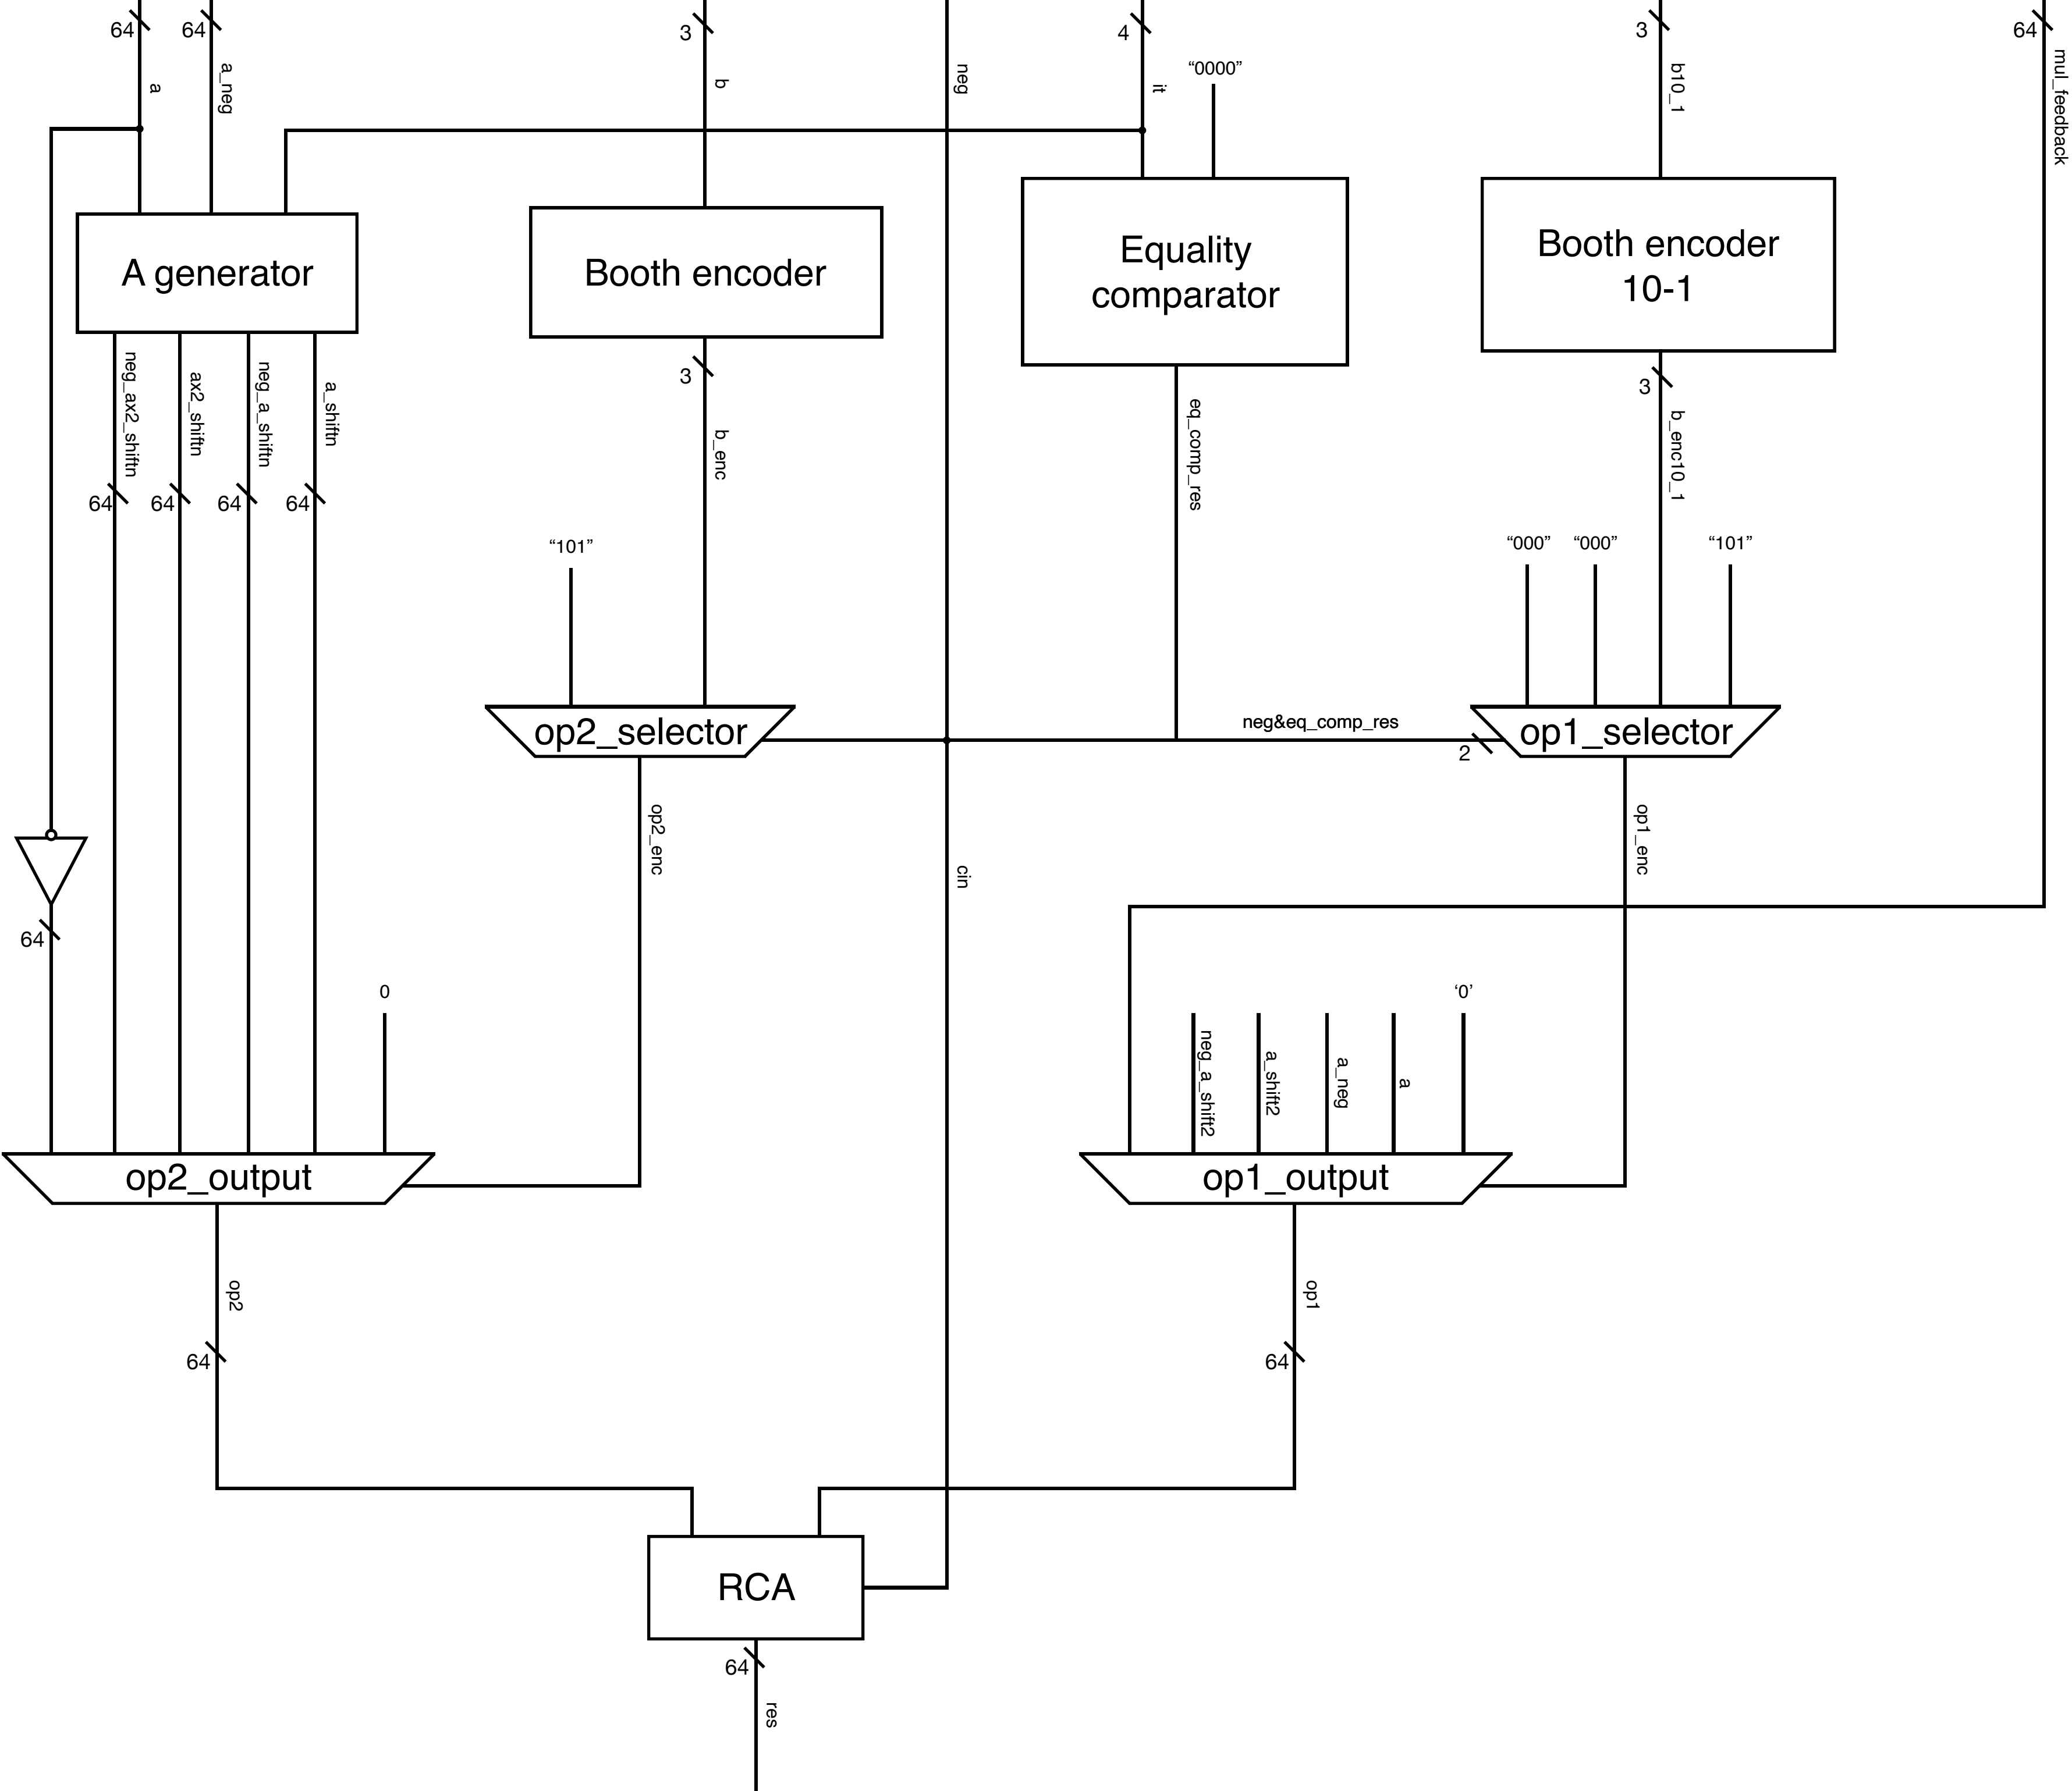 64
64
3
4
3
64
a
a_neg
b
neg
it
“0000”
b10_1
mul_feedback
A generator
Booth encoder
Equality
comparator
Booth encoder
10-1
neg_ax2_shiftn
ax2_shiftn
neg_a_shiftn
a_shiftn
3
3
b_enc
eq_comp_res
b_enc10_1
64
64
64
64
“101”
“000”
“000”
“101”
op2_selector
neg&eq_comp_res
2
op1_selector
op2_enc
cin
op1_enc
64
0
‘0’
neg_a_shift2
a_shift2
a_neg
a
op2_output
op1_output
op2
op1
64
64
RCA
64
res